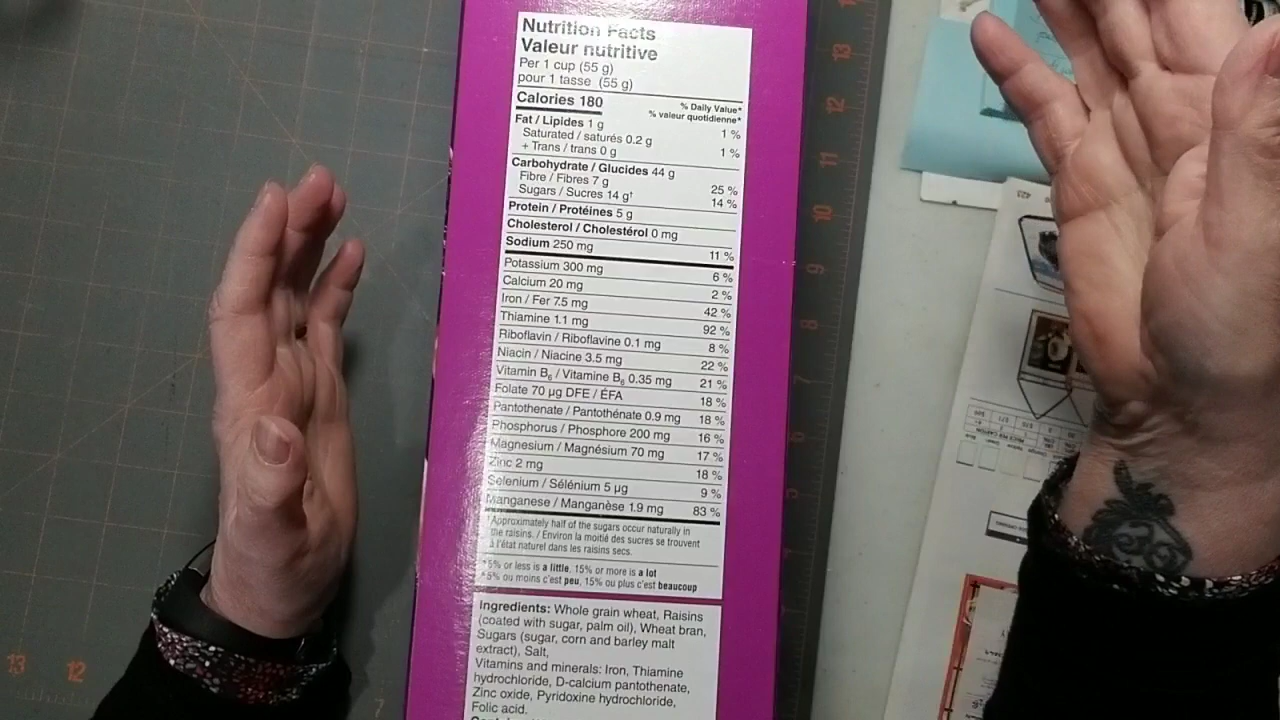 Nutrition Facts
Valeur nutritive
Per 1 cup (55 g)
pour 1 tasse (55 g)
Calories 180
% Daily Value*
% valeur quotidienne*
Fat / Lipides 1 g 1 %
Saturated / saturés 0.2 g
+ Trans / trans 0 g 1 %
Carbohydrate / Glucides 44 g
Fibre / Fibres 7 g 25 %
Sugars / Sucres 14 g† 14 %
Protein / Protéines 5 g
Cholesterol / Cholestérol 0 mg
Sodium 250 mg 11 %
Potassium 300 mg 6 %
Calcium 20 mg 2 %
Iron / Fer 7.5 mg 42 %
Thiamine 1.1 mg 92 %
Riboflavin / Riboflavine 0.1 mg 8 %
Niacin / Niacine 3.5 mg 22 %
Vitamin B₆ / Vitamine B₆ 0.35 mg 21 %
Folate 70 µg DFE / ÉFA 18 %
Pantothenate / Pantothénate 0.9 mg 18 %
Phosphorus / Phosphore 200 mg 16 %
Magnesium / Magnésium 70 mg 17 %
Zinc 2 mg 18 %
Selenium / Sélénium 5 µg 9 %
Manganese / Manganèse 1.9 mg 83 %
†Approximately half of the sugars occur naturally in
the raisins. / Environ la moitié des sucres se trouvent
à l'état naturel dans les raisins secs.
*5% or less is a little, 15% or more is a lot
*5% ou moins c'est peu, 15% ou plus c'est beaucoup
Ingredients: Whole grain wheat, Raisins
(coated with sugar, palm oil), Wheat bran,
Sugars (sugar, corn and barley malt
extract), Salt,
Vitamins and minerals: Iron, Thiamine
hydrochloride, D-calcium pantothenate,
Zinc oxide, Pyridoxine hydrochloride,
Folic acid.
13
12
11
10
9
8
7
6
5
13
12
7